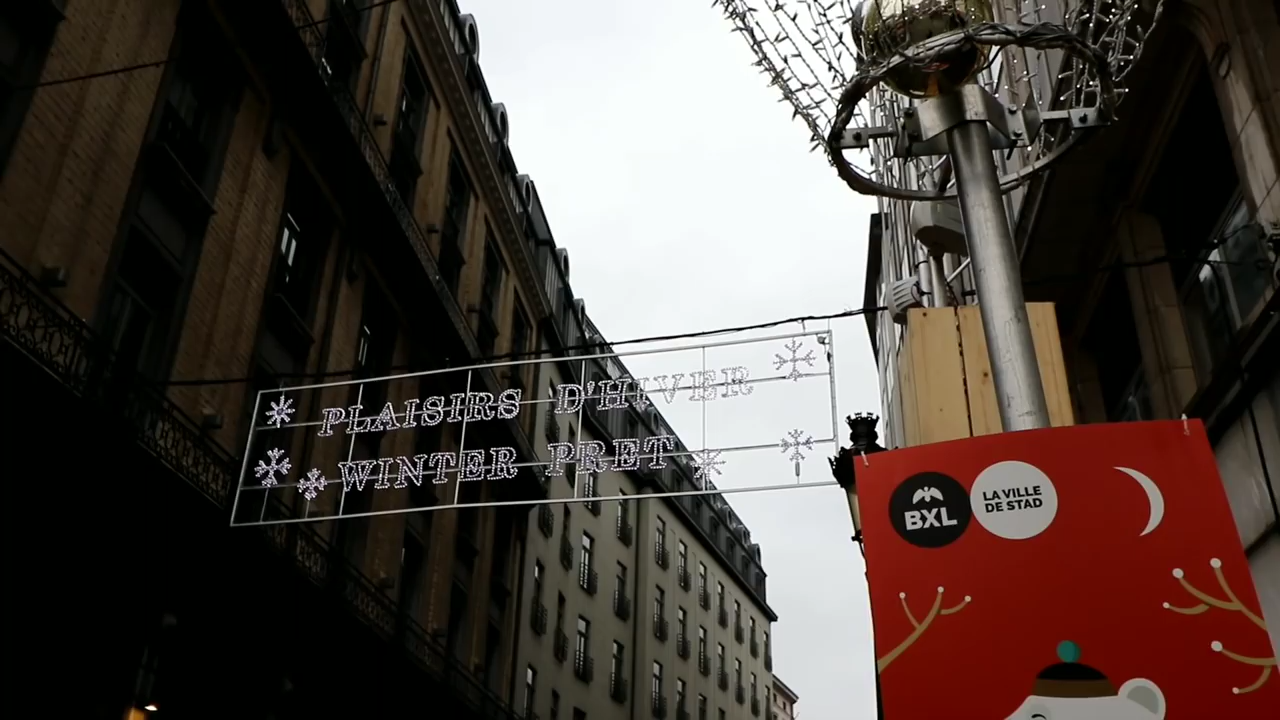 PLAISIRS D'HIVER
WINTER PRET
BXL
LA VILLE
DE STAD